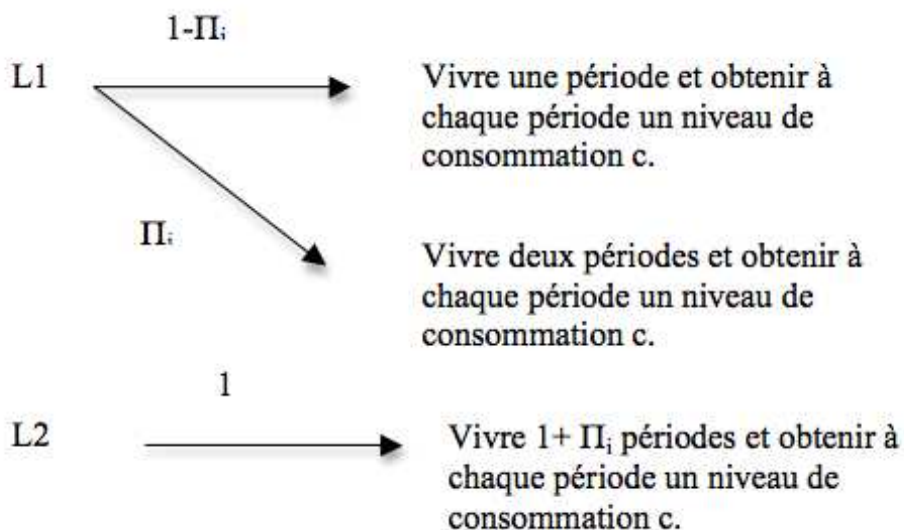 1-Πi
L1
Vivre une période et obtenir à
chaque période un niveau de
consommation c.
Πi
Vivre deux périodes et obtenir à
chaque période un niveau de
consommation c.
1
L2
Vivre 1+ Πi périodes et obtenir à
chaque période un niveau de
consommation c.